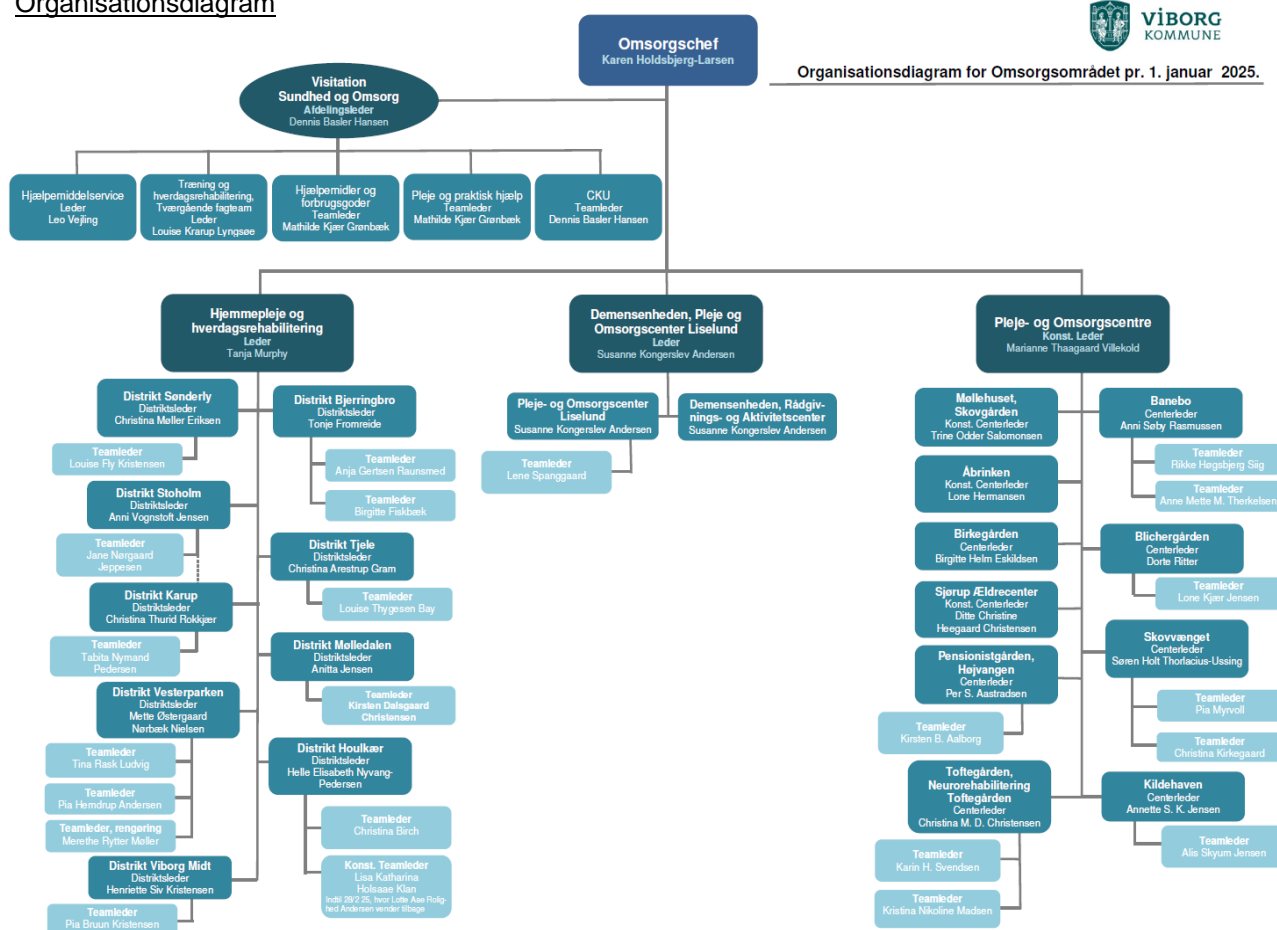 Organisationsdiagram
VIBORG
KOMMUNE
Organisationsdiagram for Omsorgsområdet pr. 1. januar 2025.
Omsorgschef
Karen Holdsbjerg-Larsen
Visitation
Sundhed og Omsorg
Afdelingsleder
Dennis Basler Hansen
Hjælpemiddelservice
Leder
Leo Vejling
Træning og
hverdagsrehabilitering,
Tværgående fagteam
Leder
Louise Krarup Lyngsøe
Hjælpemidler og
forbrugsgoder
Teamleder
Mathilde Kjær Grønbæk
Pleje og praktisk hjælp
Teamleder
Mathilde Kjær Grønbæk
CKU
Teamleder
Dennis Basler Hansen
Hjemmepleje og
hverdagsrehabilitering
Leder
Tanja Murphy
Distrikt Sønderly
Distriktsleder
Christina Møller Eriksen
Teamleder
Louise Fly Kristensen
Distrikt Stoholm
Distriktsleder
Anni Vognstoft Jensen
Teamleder
Jane Nørgaard
Jeppesen
Distrikt Karup
Distriktsleder
Christina Thurid Rokkjær
Teamleder
Tabita Nymand
Pedersen
Distrikt Vesterparken
Distriktsleder
Mette Østergaard
Nørbæk Nielsen
Teamleder
Tina Rask Ludvig
Teamleder
Pia Hemdrup Andersen
Teamleder, rengøring
Merethe Rytter Møller
Distrikt Viborg Midt
Distriktsleder
Henriette Siv Kristensen
Teamleder
Pia Bruun Kristensen
Distrikt Bjerringbro
Distriktsleder
Tonje Fromreide
Teamleder
Anja Gertsen Raunsmed
Teamleder
Birgitte Fiskbæk
Distrikt Tjele
Distriktsleder
Christina Arestrup Gram
Teamleder
Louise Thygesen Bay
Distrikt Mølledalen
Distriktsleder
Anitta Jensen
Teamleder
Kirsten Dalsgaard
Christensen
Distrikt Houlkær
Distriktsleder
Helle Elisabeth Nyvang-
Pedersen
Teamleder
Christina Birch
Konst. Teamleder
Lisa Katharina
Holsaae Klan
Indtil 28/2 25, hvor Lotte Aaø Rolig-
hed Andersen vender tilbage
Demensenheden, Pleje og
Omsorgscenter Liselund
Leder
Susanne Kongerslev Andersen
Pleje- og Omsorgscenter
Liselund
Susanne Kongerslev Andersen
Teamleder
Lene Spanggaard
Demensenheden, Rådgiv-
nings- og Aktivitetscenter
Susanne Kongerslev Andersen
Pleje- og Omsorgscentre
Konst. Leder
Marianne Thaagaard Villekold
Møllehuset,
Skovgården
Konst. Centerleder
Trine Odder Salomonsen
Åbrinken
Konst. Centerleder
Lone Hermansen
Birkegården
Centerleder
Birgitte Helm Eskildsen
Sjørup Ældrecenter
Konst. Centerleder
Ditte Christine
Heegaard Christensen
Pensionistgården,
Højvangen
Centerleder
Per S. Aastradsen
Teamleder
Kirsten B. Aalborg
Toftegården,
Neurorehabilitering
Toftegården
Centerleder
Christina M. D. Christensen
Teamleder
Karin H. Svendsen
Teamleder
Kristina Nikoline Madsen
Banebo
Centerleder
Anni Søby Rasmussen
Teamleder
Rikke Høgsbjerg Siig
Teamleder
Anne Mette M. Therkelsen
Blichergården
Centerleder
Dorte Ritter
Teamleder
Lone Kjær Jensen
Skovvænget
Centerleder
Søren Holt Thorlacius-Ussing
Teamleder
Pia Myrvoll
Teamleder
Christina Kirkegaard
Kildehaven
Centerleder
Annette S. K. Jensen
Teamleder
Alis Skyum Jensen